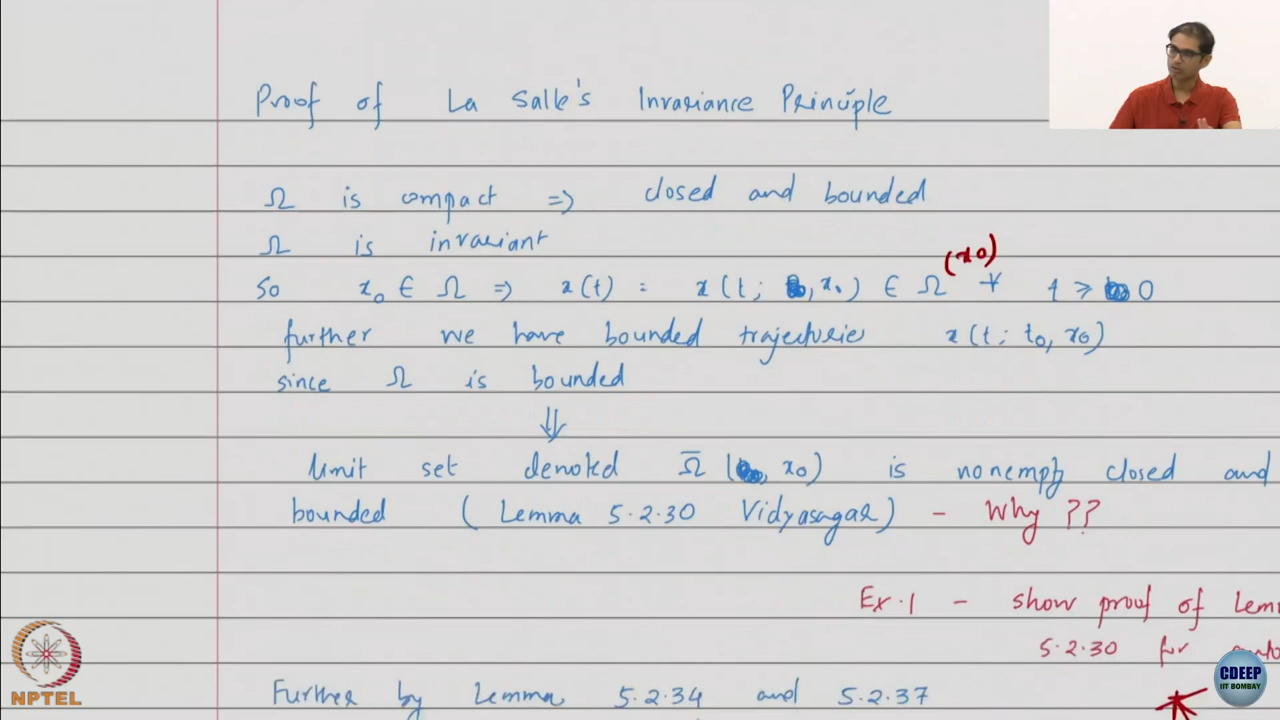 Proof of La Salle's Invariance Principle
Ω is compact ⇒ closed and bounded
Ω is invariant
(x0)
So x₀ ∈ Ω ⇒ x(t) = x(t; , x₀) ∈ Ω ∀ t ≥ 0
further we have bounded trajectories x(t; t0, x0)
since Ω is bounded
⇓
limit set denoted Ω̄ ( , x0) is nonempty closed and
bounded (Lemma 5.2.30 Vidyasagar) - Why ??
Ex.1 - show proof of Lem
5.2.30 for auto
Further by Lemma 5.2.34 and 5.2.37
NPTEL
CDEEP
IIT BOMBAY